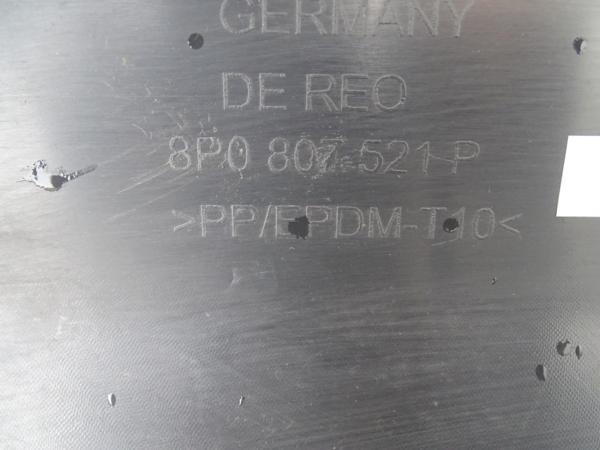 GERMANY
DE REO
8P0 807 521 P
>PP/EPDM-T10<